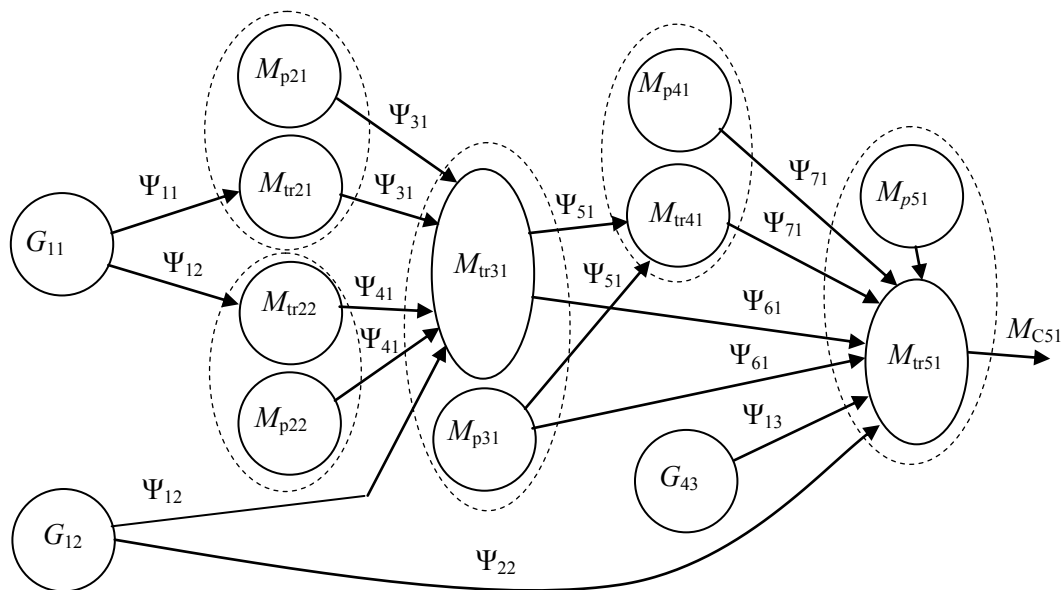 M_p21
M_p41
Ψ_31
Ψ_71
M_p51
Ψ_11
M_tr21
Ψ_31
Ψ_51
M_tr41
Ψ_71
G_11
Ψ_12
M_tr31
Ψ_51
M_tr22
Ψ_41
Ψ_61
M_C51
Ψ_41
M_tr51
Ψ_61
M_p22
M_p31
Ψ_13
Ψ_12
G_43
G_12
Ψ_22